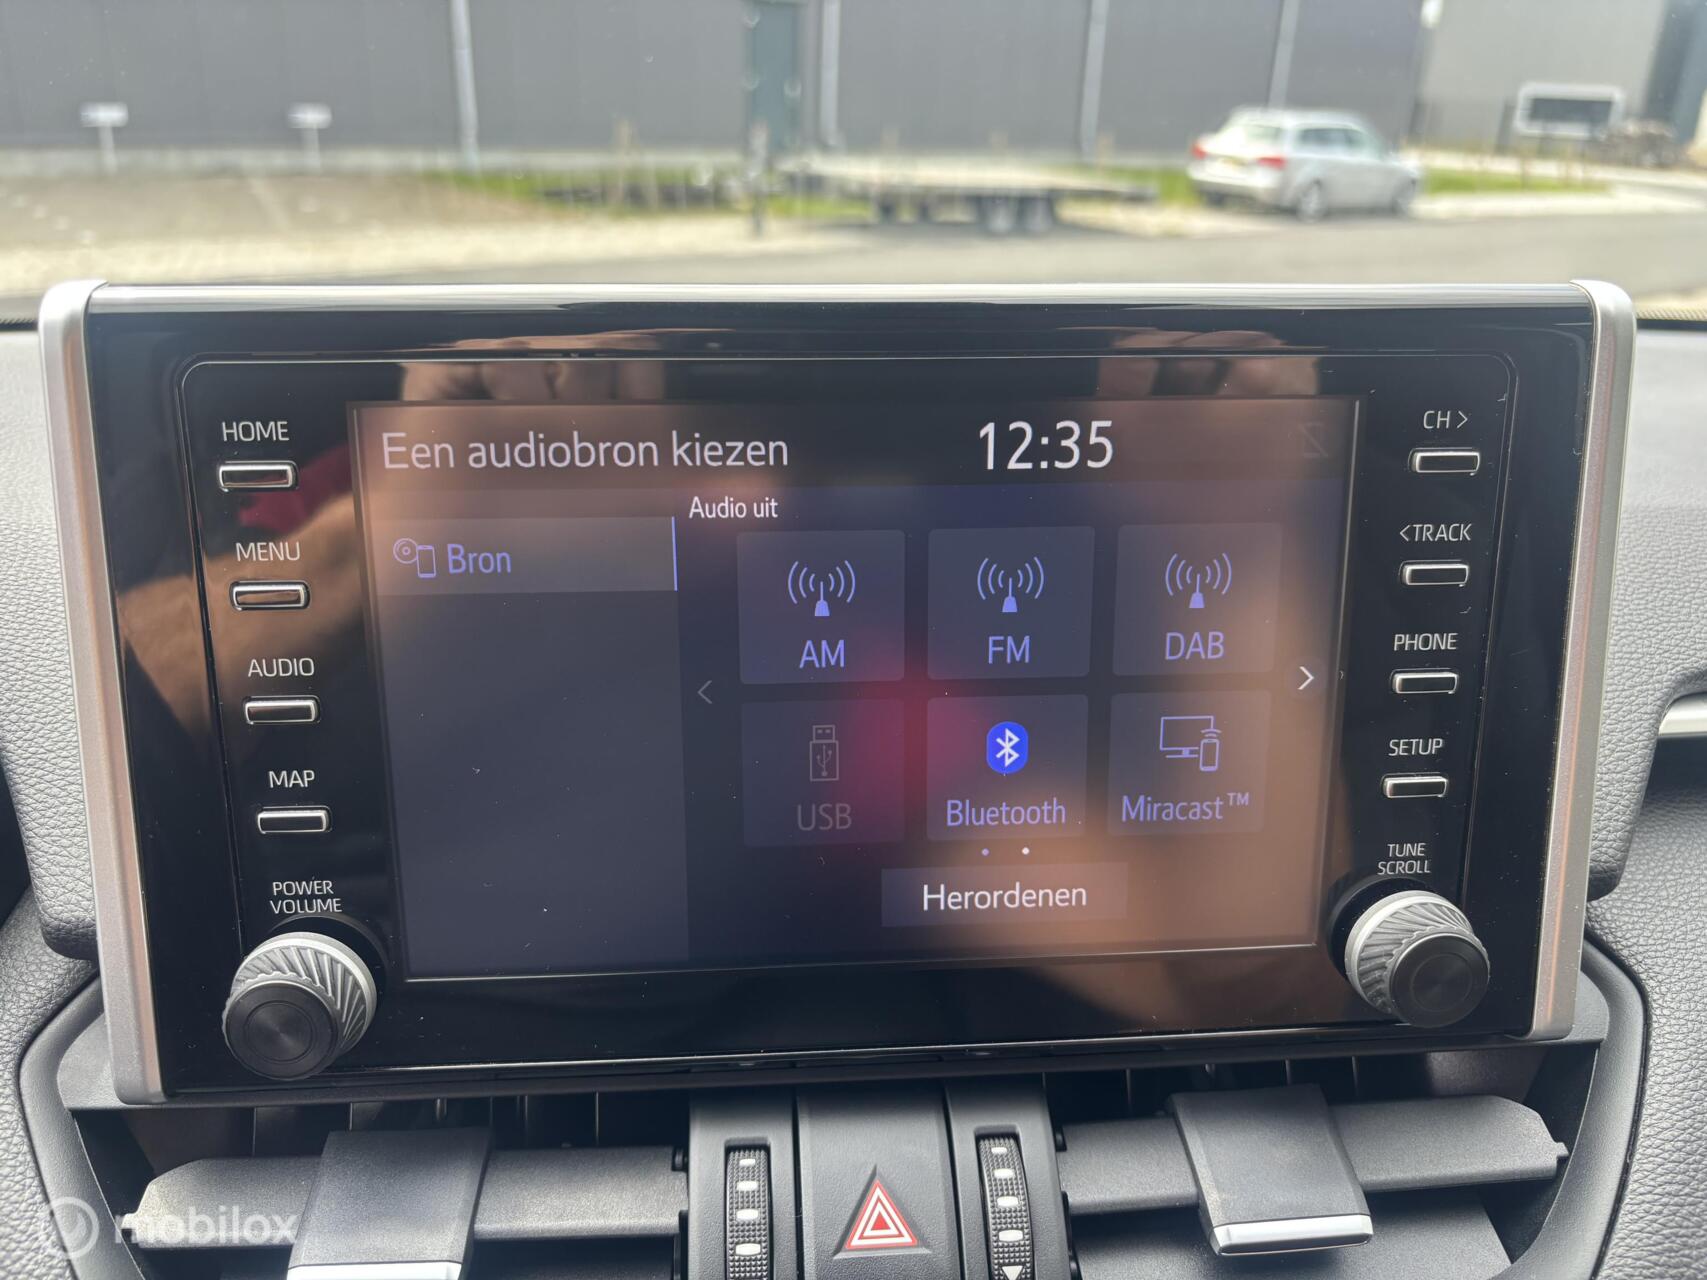 HOME
MENU
AUDIO
MAP
POWER
VOLUME
Een audiobron kiezen
12:35
Audio uit
Bron
AM
FM
DAB
USB
Bluetooth
Miracast™
Herordenen
CH >
< TRACK
PHONE
SETUP
TUNE
SCROLL
mobilox